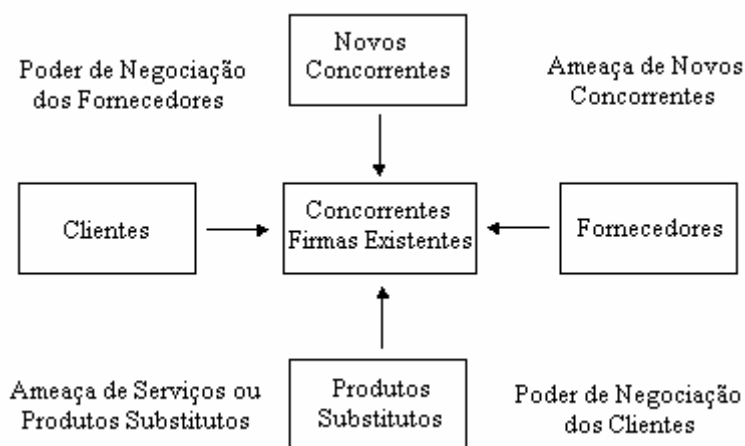 Novos
Concorrentes
Poder de Negociação
dos Fornecedores
Ameaça de Novos
Concorrentes
Clientes
Concorrentes
Firmas Existentes
Fornecedores
Ameaça de Serviços ou
Produtos Substitutos
Produtos
Substitutos
Poder de Negociação
dos Clientes